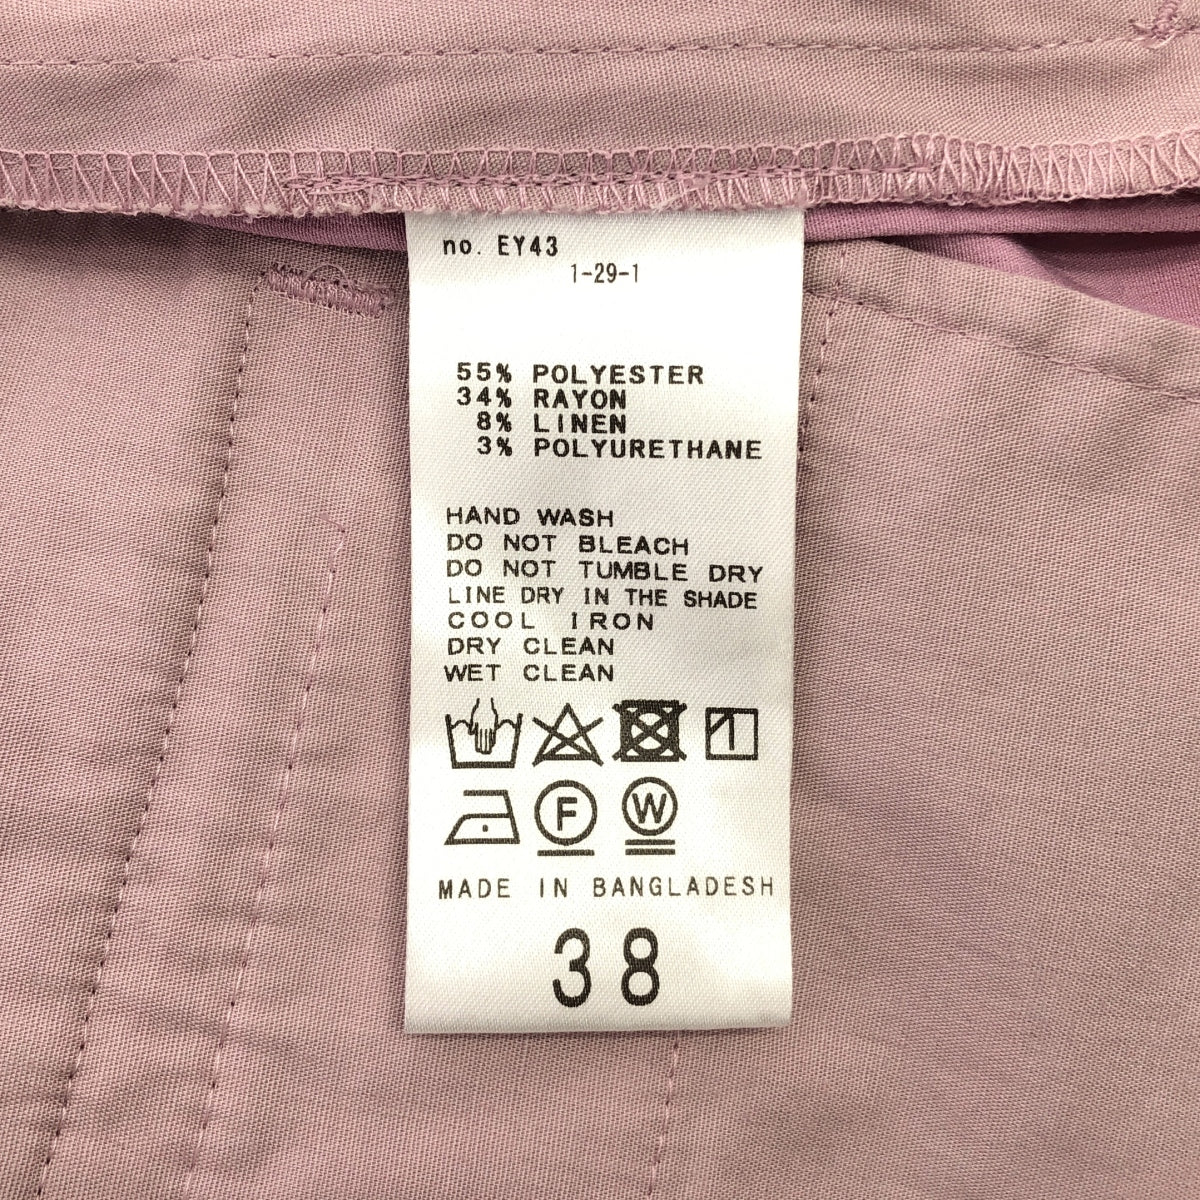 no. EY43
1-29-1
55% POLYESTER
34% RAYON
8% LINEN
3% POLYURETHANE
HAND WASH
DO NOT BLEACH
DO NOT TUMBLE DRY
LINE DRY IN THE SHADE
COOL IRON
DRY CLEAN
WET CLEAN
F W
MADE IN BANGLADESH
38